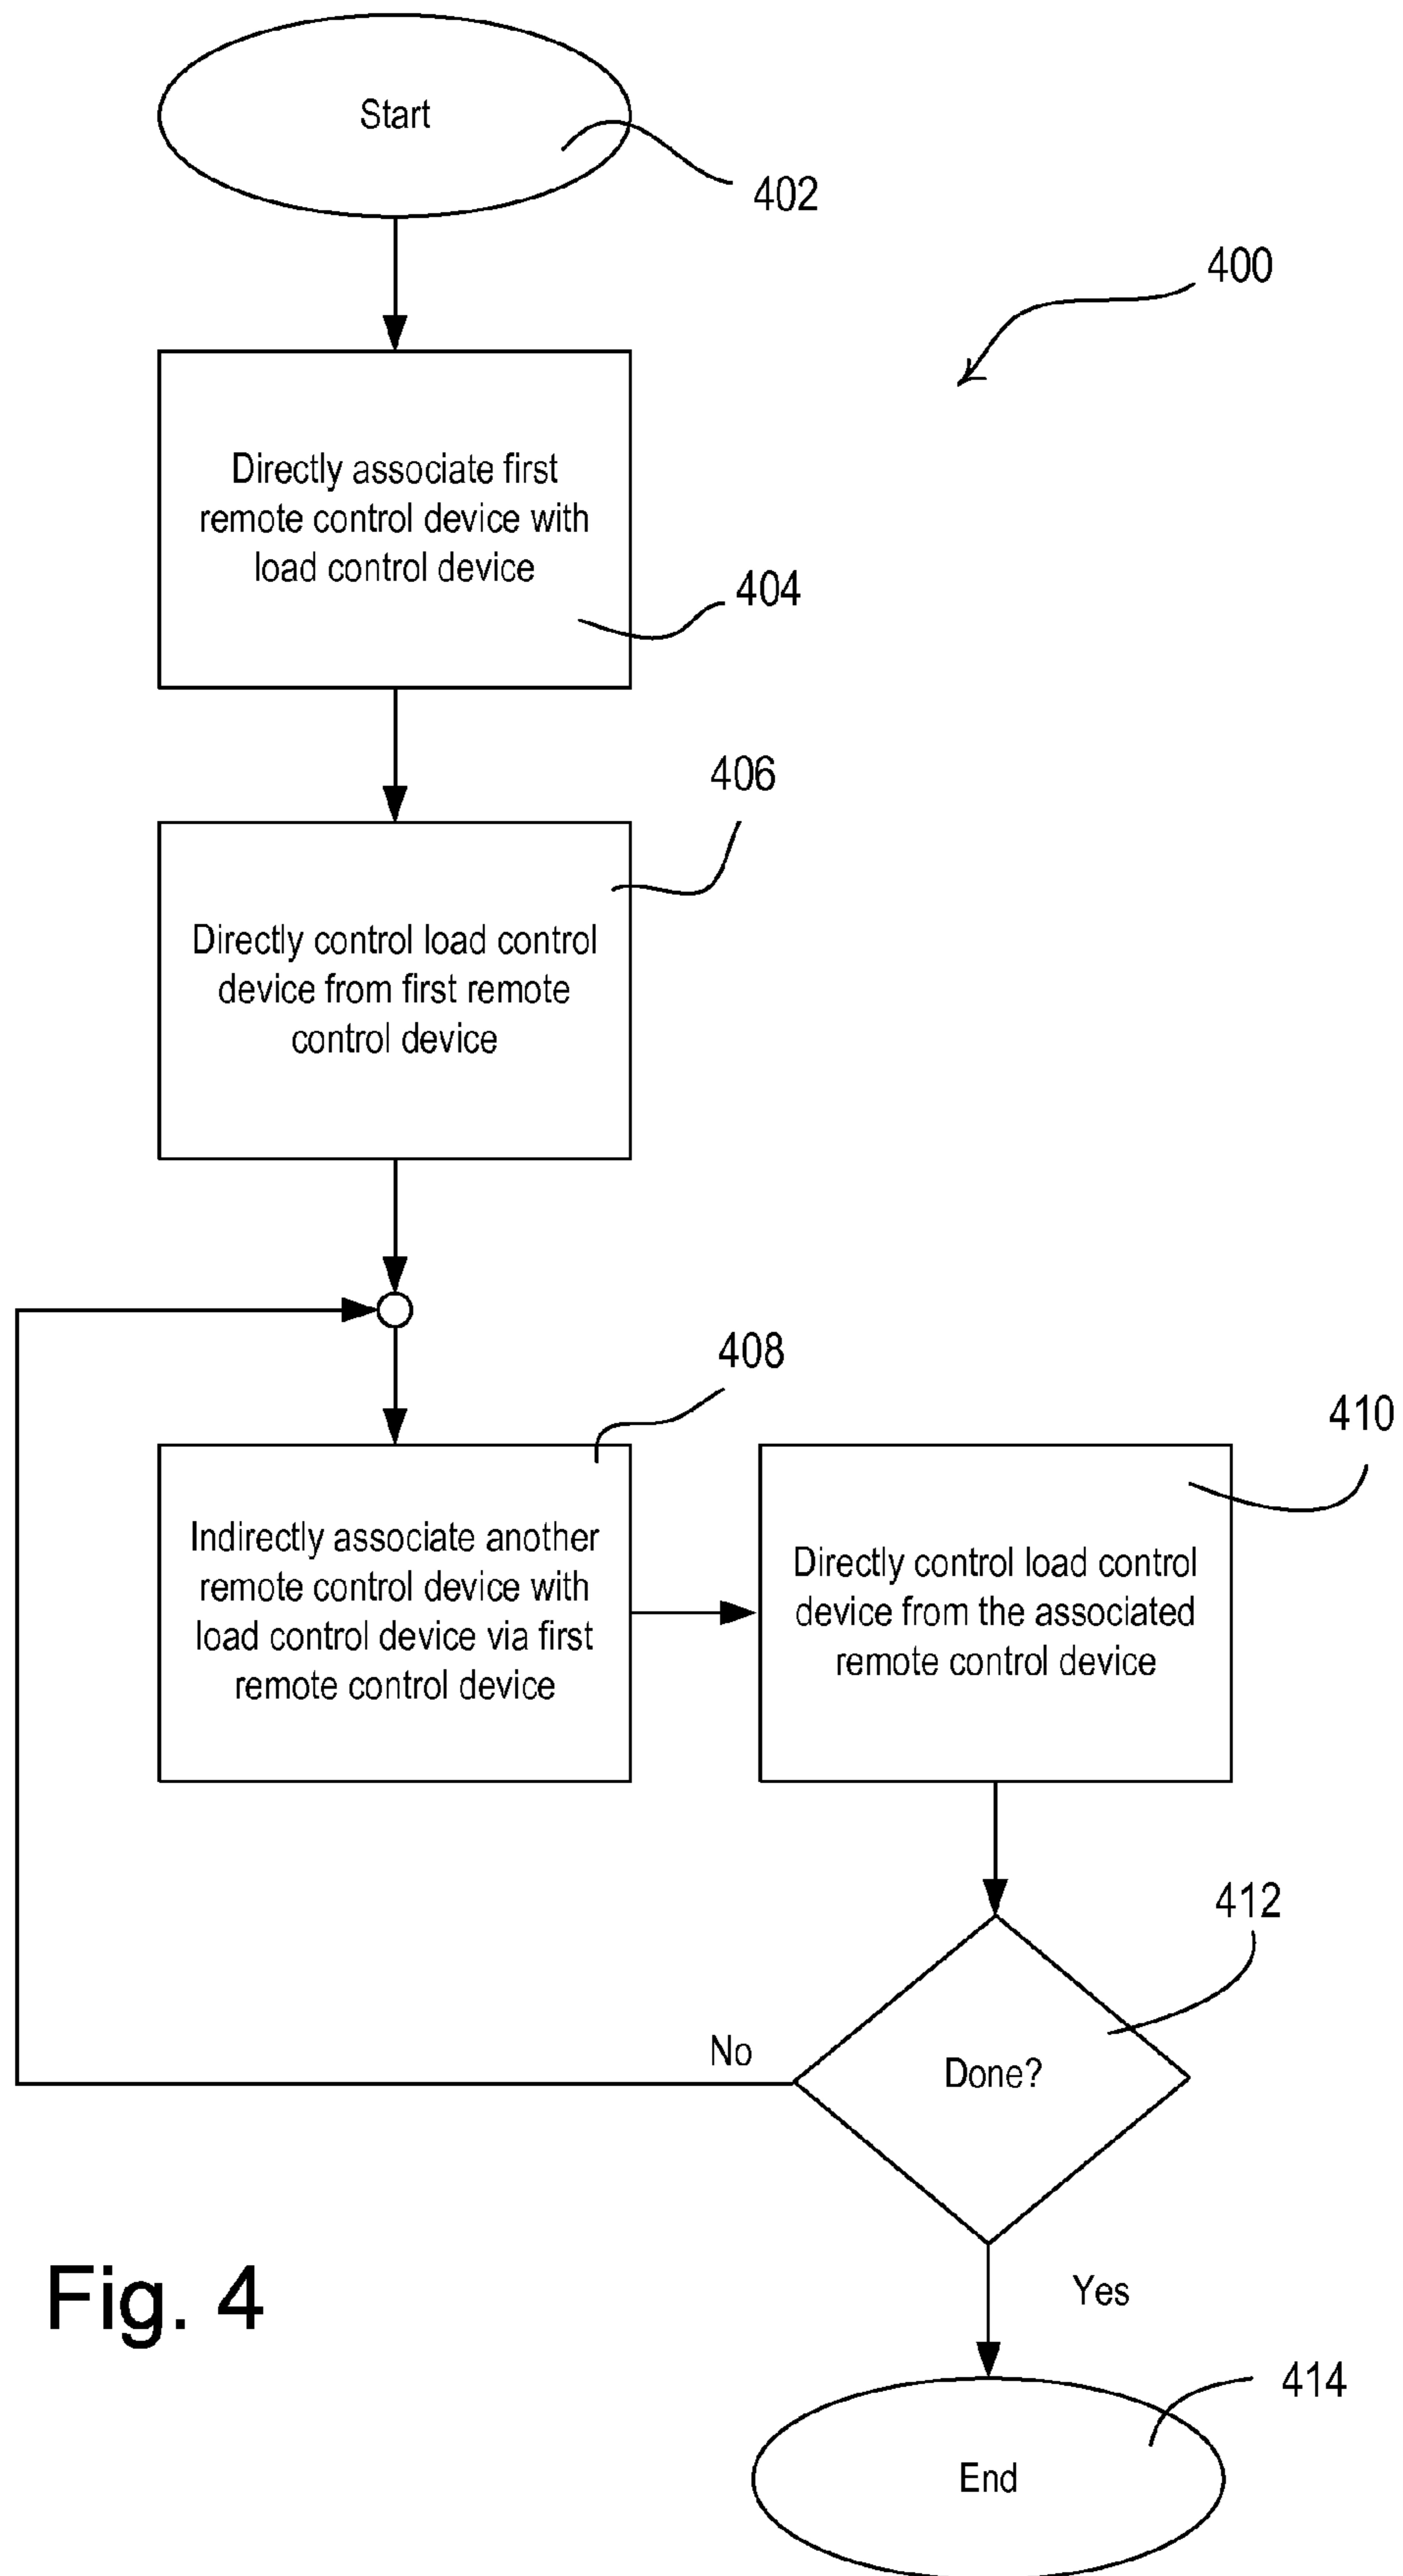 Start
402
400
Directly associate first
remote control device with
load control device
404
406
Directly control load control
device from first remote
control device
408
410
Indirectly associate another
remote control device with
load control device via first
remote control device
Directly control load control
device from the associated
remote control device
412
No
Done?
Fig. 4
Yes
414
End